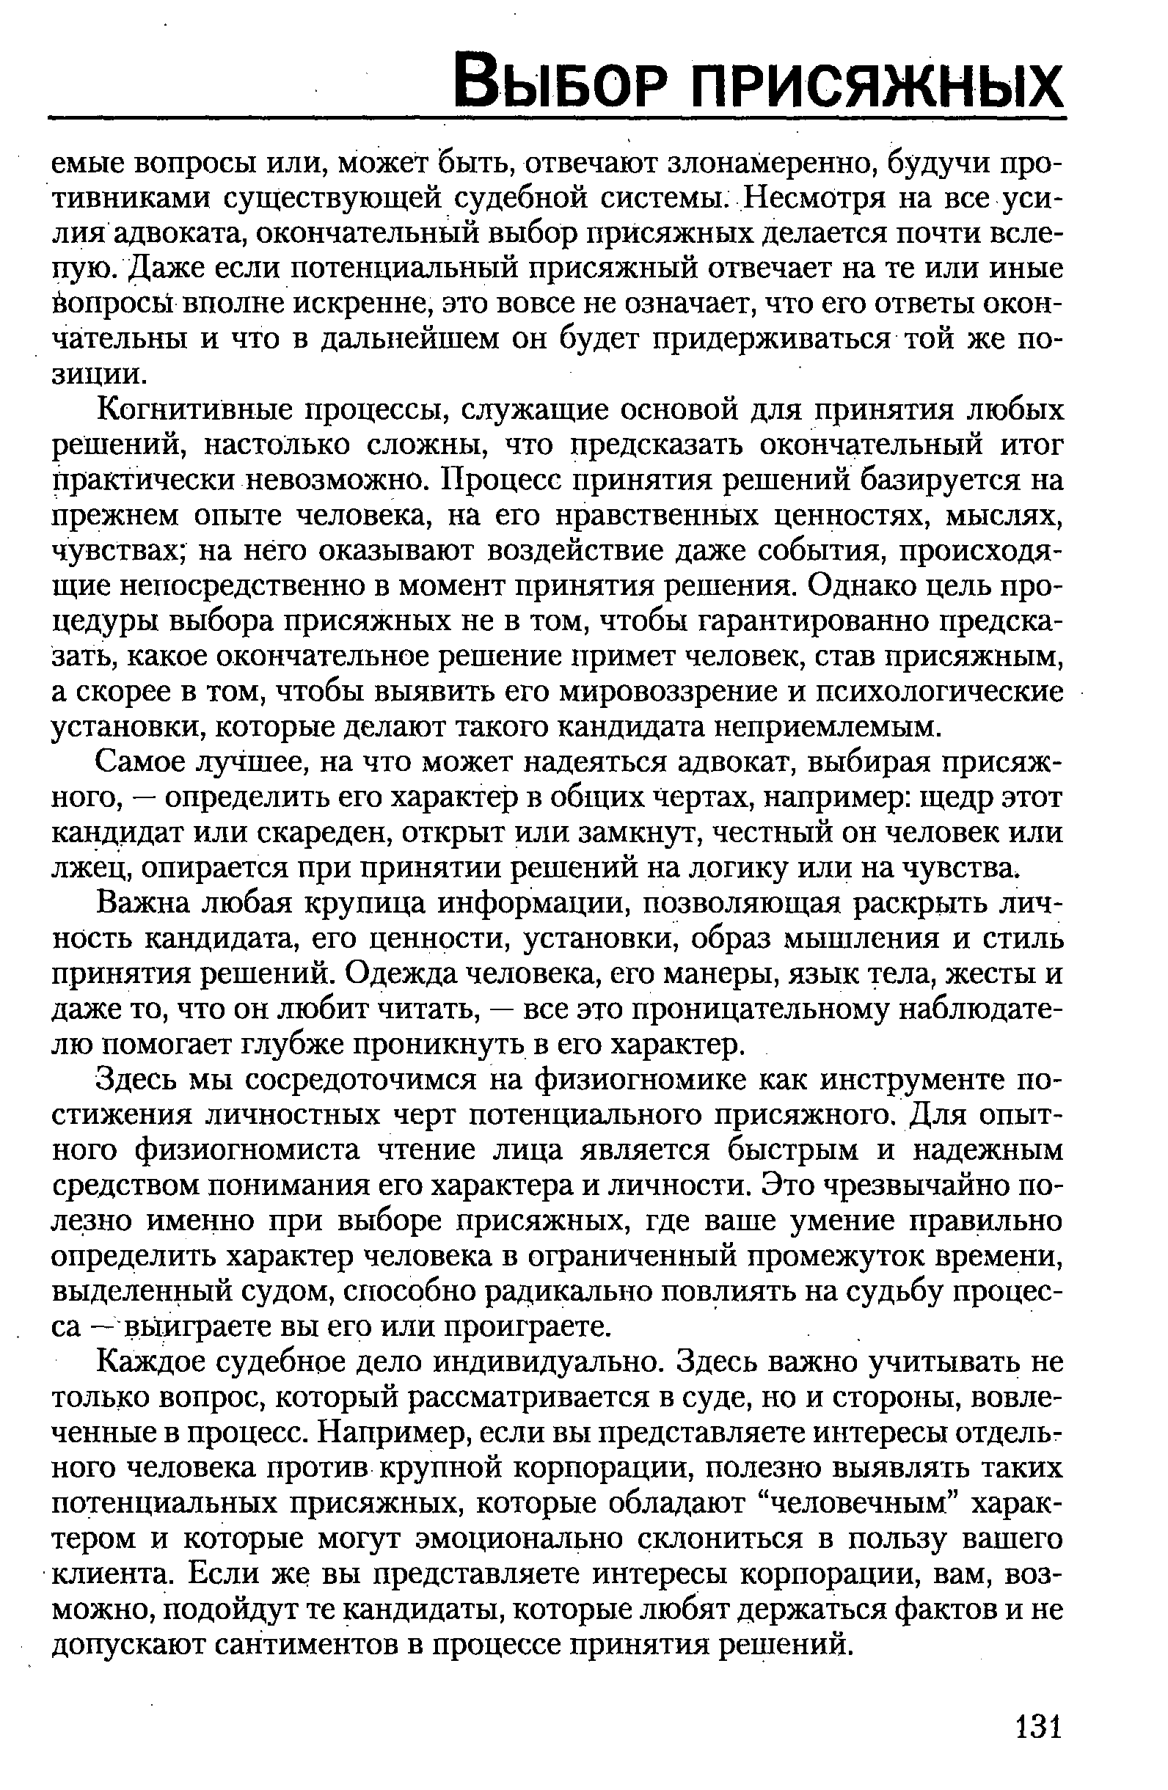 Выбор присяжных
емые вопросы или, может быть, отвечают злонамеренно, будучи про-
тивниками существующей судебной системы. Несмотря на все уси-
лия адвоката, окончательный выбор присяжных делается почти всле-
пую. Даже если потенциальный присяжный отвечает на те или иные
вопросы вполне искренне, это вовсе не означает, что его ответы окон-
чательны и что в дальнейшем он будет придерживаться той же по-
зиции.
Когнитивные процессы, служащие основой для принятия любых
решений, настолько сложны, что предсказать окончательный итог
практически невозможно. Процесс принятия решений базируется на
прежнем опыте человека, на его нравственных ценностях, мыслях,
чувствах; на него оказывают воздействие даже события, происходя-
щие непосредственно в момент принятия решения. Однако цель про-
цедуры выбора присяжных не в том, чтобы гарантированно предска-
зать, какое окончательное решение примет человек, став присяжным,
а скорее в том, чтобы выявить его мировоззрение и психологические
установки, которые делают такого кандидата неприемлемым.
Самое лучшее, на что может надеяться адвокат, выбирая присяж-
ного, — определить его характер в общих чертах, например: щедр этот
кандидат или скареден, открыт или замкнут, честный он человек или
лжец, опирается при принятии решений на логику или на чувства.
Важна любая крупица информации, позволяющая раскрыть лич-
ность кандидата, его ценности, установки, образ мышления и стиль
принятия решений. Одежда человека, его манеры, язык тела, жесты и
даже то, что он любит читать, — все это проницательному наблюдате-
лю помогает глубже проникнуть в его характер.
Здесь мы сосредоточимся на физиогномике как инструменте по-
стижения личностных черт потенциального присяжного. Для опыт-
ного физиогномиста чтение лица является быстрым и надежным
средством понимания его характера и личности. Это чрезвычайно по-
лезно именно при выборе присяжных, где ваше умение правильно
определить характер человека в ограниченный промежуток времени,
выделенный судом, способно радикально повлиять на судьбу процес-
са — выиграете вы его или проиграете.
Каждое судебное дело индивидуально. Здесь важно учитывать не
только вопрос, который рассматривается в суде, но и стороны, вовле-
ченные в процесс. Например, если вы представляете интересы отдель-
ного человека против крупной корпорации, полезно выявлять таких
потенциальных присяжных, которые обладают “человечным” харак-
тером и которые могут эмоционально склониться в пользу вашего
клиента. Если же вы представляете интересы корпорации, вам, воз-
можно, подойдут те кандидаты, которые любят держаться фактов и не
допускают сантиментов в процессе принятия решений.
131